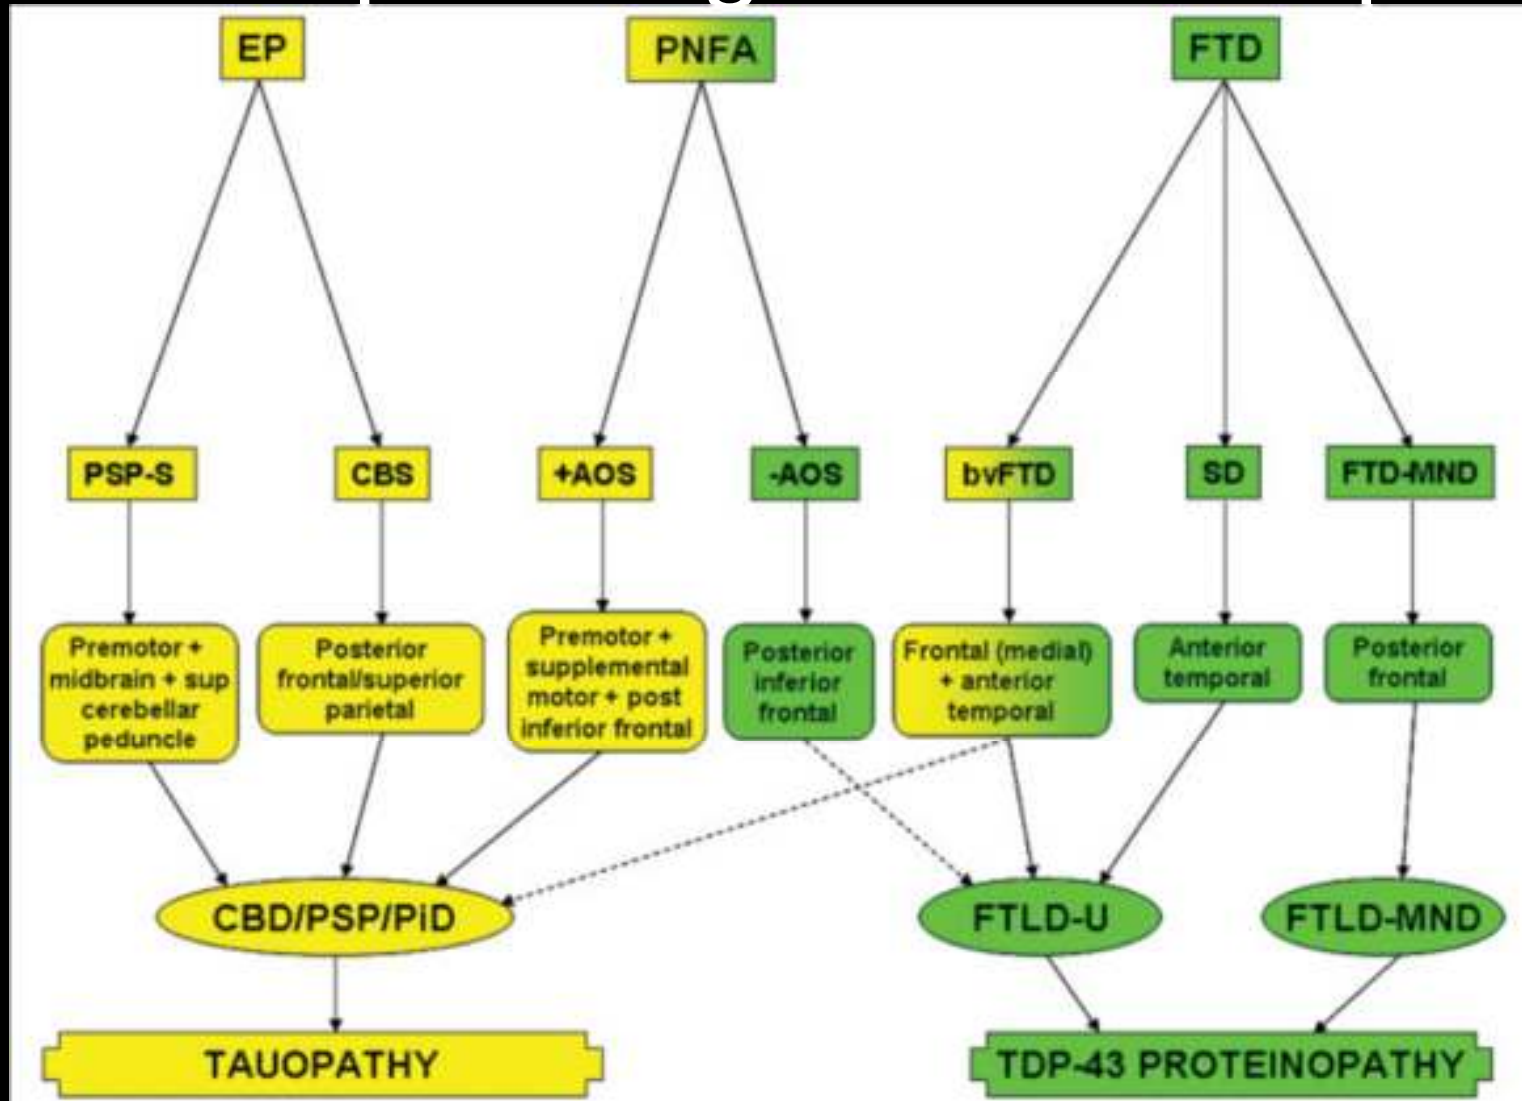 EP
PNFA
FTD
PSP-S
CBS
+AOS
-AOS
bvFTD
SD
FTD-MND
Premotor +
midbrain + sup
cerebellar
peduncle
Posterior
frontal/superior
parietal
Premotor +
supplemental
motor + post
inferior frontal
Posterior
inferior
frontal
Frontal (medial)
+ anterior
temporal
Anterior
temporal
Posterior
frontal
CBD/PSP/PiD
FTLD-U
FTLD-MND
TAUOPATHY
TDP-43 PROTEINOPATHY